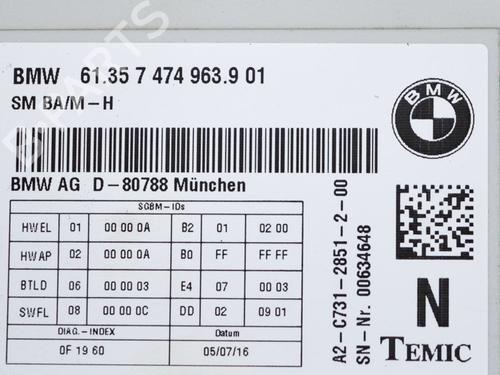 BMW 61.35 7 474 963.9 01
SM BA/M-H
BMW
BMW AG D-80788 München
SGBM-IDs
HWEL 01 00 00 0A B2 01 02 00
HWAP 02 00 00 0A B0 FF FF FF
BTLD 06 00 00 03 E4 07 00 03
SWFL 08 00 00 0C DD 02 09 01
DIAG.-INDEX Datum
0F 19 60 05/07/16
A2-C731-2851-2-00
SN-Nr. 00634648
N
TEMIC
B-PARTS